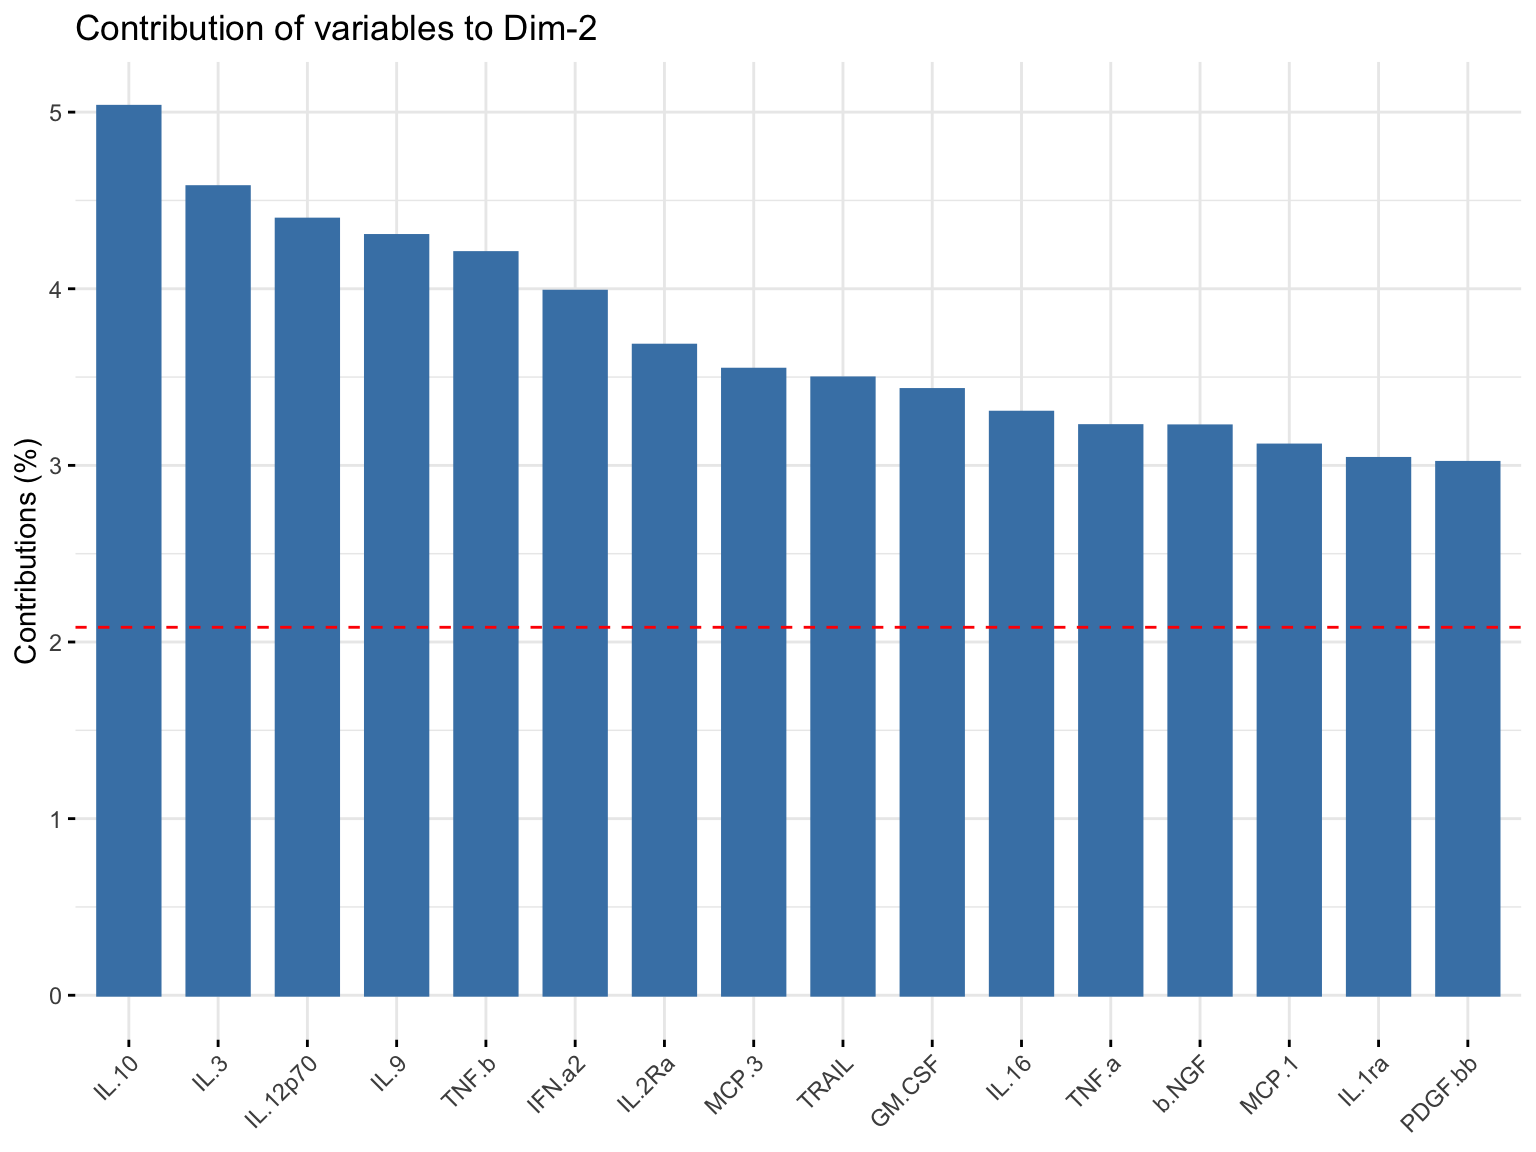 Contribution of variables to Dim-2
Contributions (%)
5
4
3
2
1
0
IL.10
IL.3
IL.12p70
IL.9
TNF.b
IFN.a2
IL.2Ra
MCP.3
TRAIL
GM.CSF
IL.16
TNF.a
b.NGF
MCP.1
IL.1ra
PDGF.bb